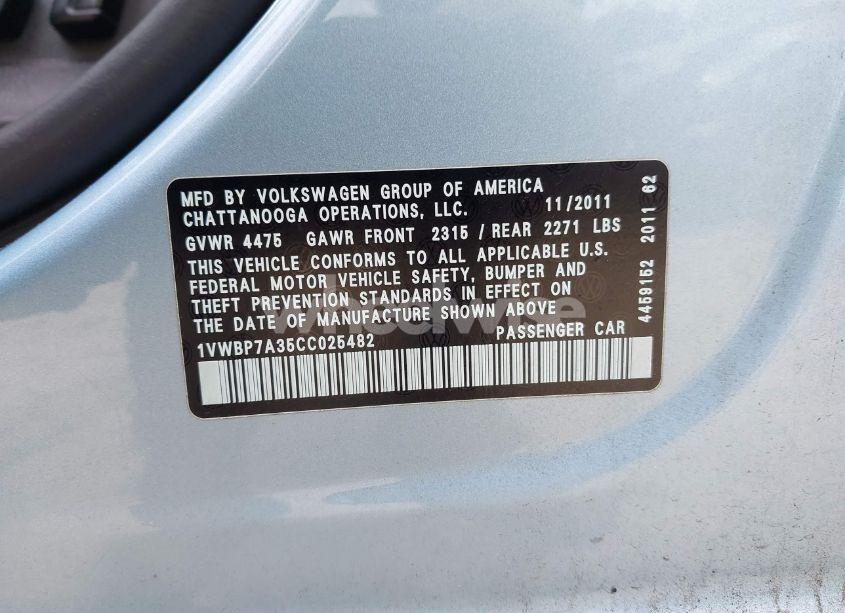 MFD BY VOLKSWAGEN GROUP OF AMERICA
CHATTANOOGA OPERATIONS, LLC. 11/2011
GVWR 4475 GAWR FRONT 2315 / REAR 2271 LBS
THIS VEHICLE CONFORMS TO ALL APPLICABLE U.S.
FEDERAL MOTOR VEHICLE SAFETY, BUMPER AND
THEFT PREVENTION STANDARDS IN EFFECT ON
THE DATE OF MANUFACTURE SHOWN ABOVE
1VWBP7A35CC025482 PASSENGER CAR
4459152 2011 62